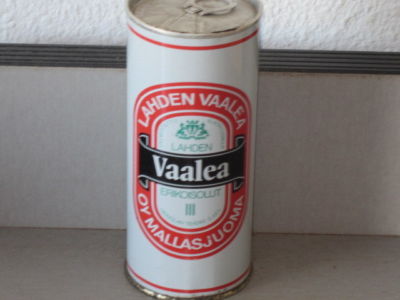 LAHDEN VAALEA
LAHDEN
Vaalea
ERIKOISOLUT
III
OY MALLASJUOMA